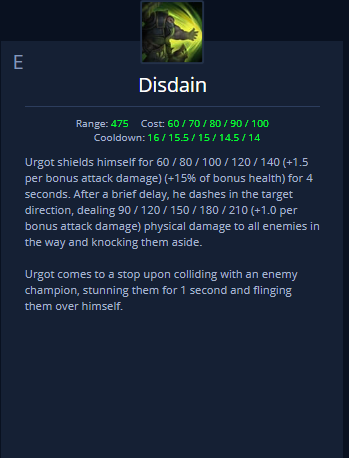 E
Disdain
Range: 475 Cost: 60 / 70 / 80 / 90 / 100
Cooldown: 16 / 15.5 / 15 / 14.5 / 14
Urgot shields himself for 60 / 80 / 100 / 120 / 140 (+1.5
per bonus attack damage) (+15% of bonus health) for 4
seconds. After a brief delay, he dashes in the target
direction, dealing 90 / 120 / 150 / 180 / 210 (+1.0 per
bonus attack damage) physical damage to all enemies in
the way and knocking them aside.
Urgot comes to a stop upon colliding with an enemy
champion, stunning them for 1 second and flinging
them over himself.